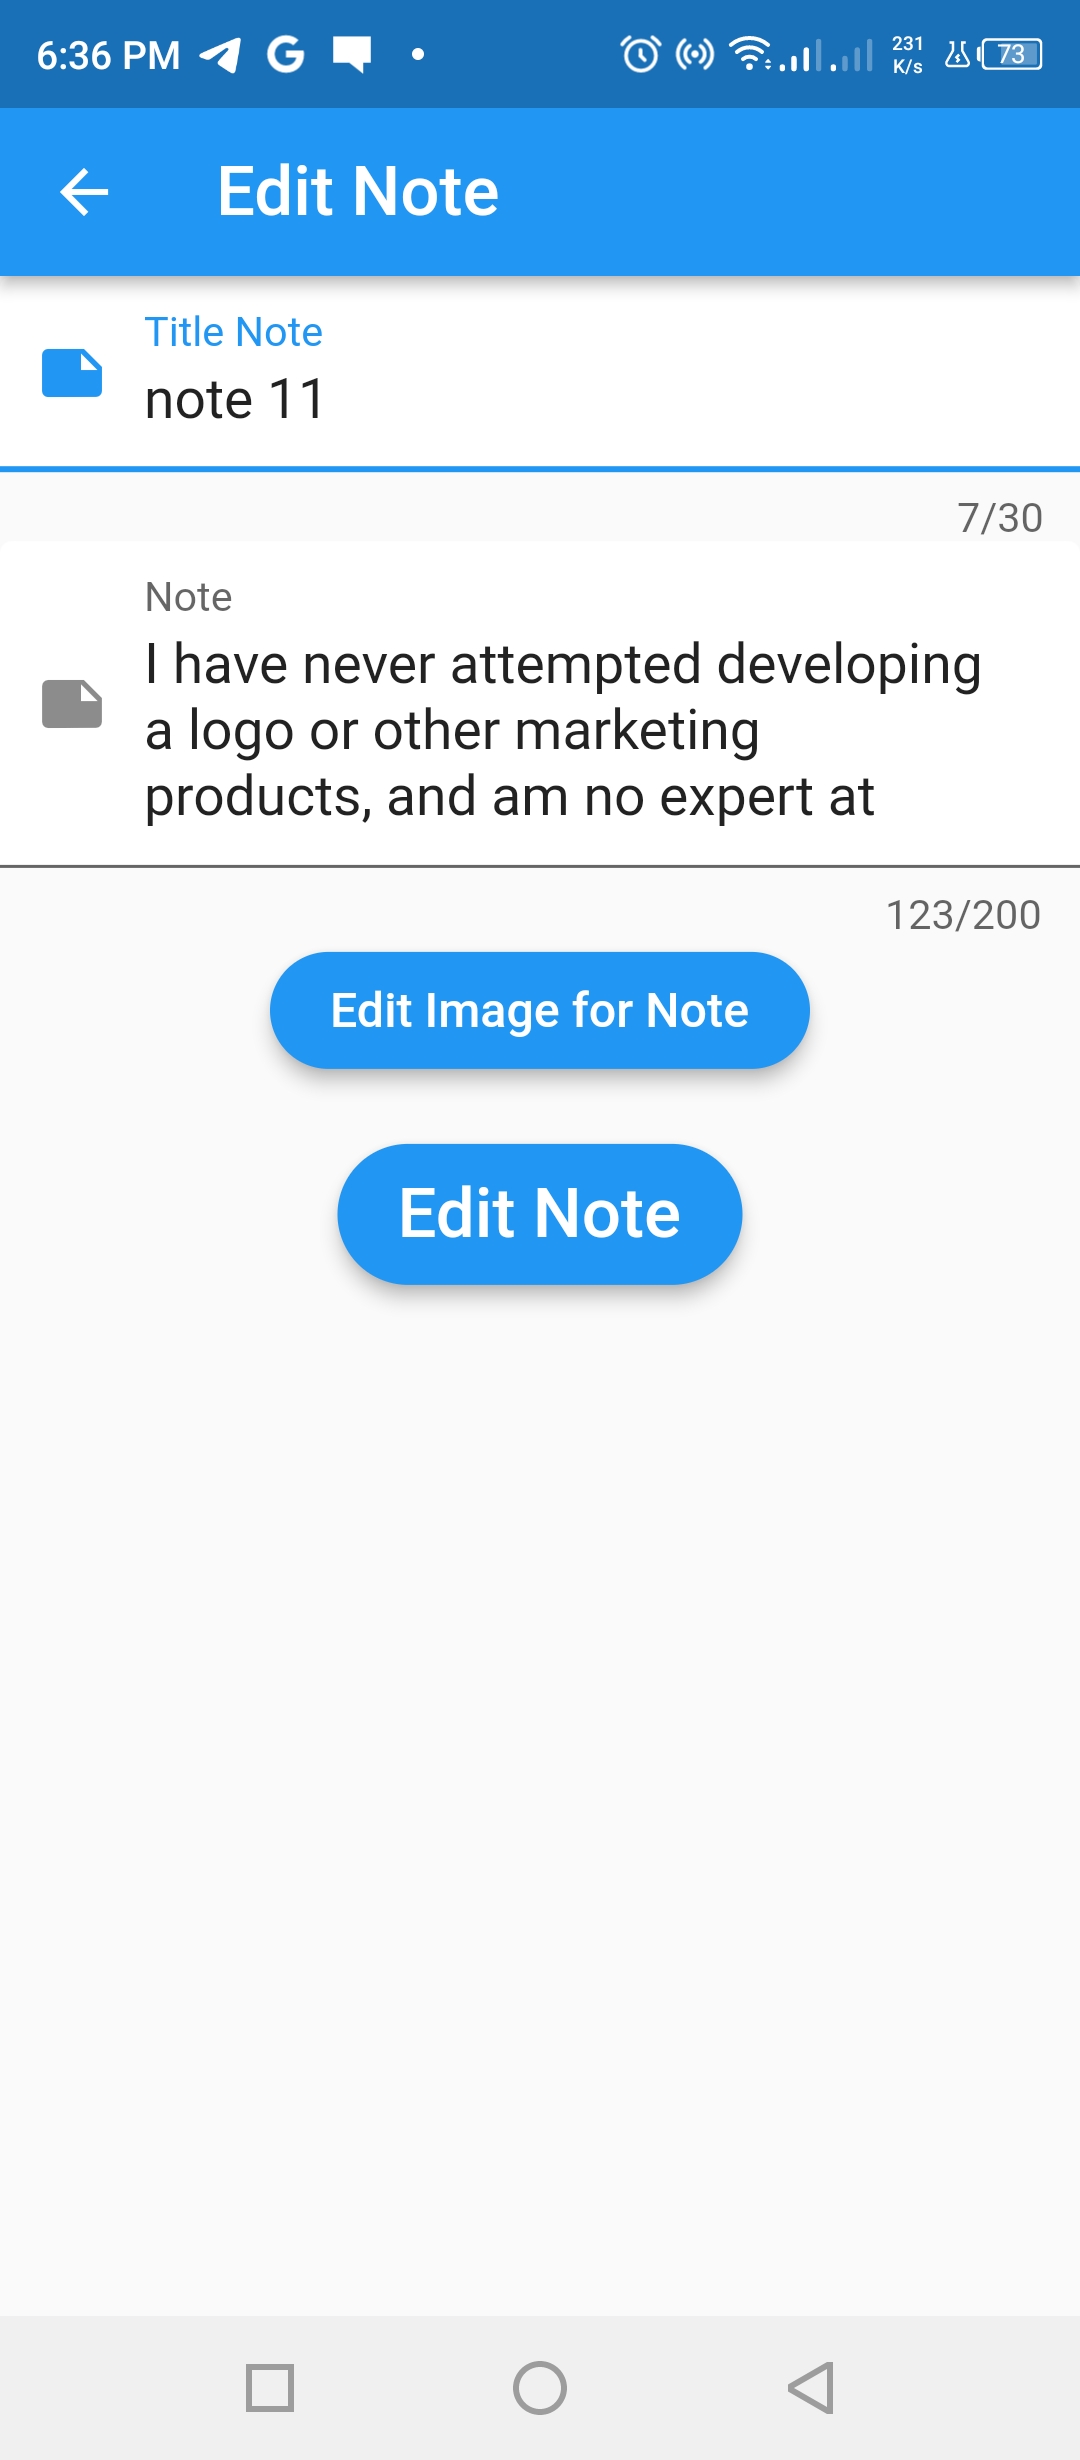 6:36 PM
231
K/s
73
Edit Note
Title Note
note 11
7/30
Note
I have never attempted developing
a logo or other marketing
products, and am no expert at
123/200
Edit Image for Note
Edit Note